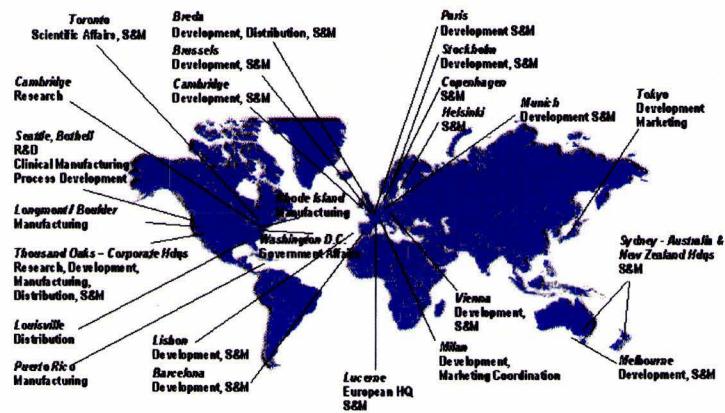 Toronto
Scientific Affairs, S&M
Cambridge
Research
Seattle, Bothell
R&D
Clinical Manufacturing
Process Development
Longmont / Boulder
Manufacturing
Thousand Oaks – Corporate Hdqs
Research, Development,
Manufacturing,
Distribution, S&M
Louisville
Distribution
Puerto Rico
Manufacturing
Breda
Development, Distribution, S&M
Brussels
Development, S&M
Cambridge
Development, S&M
Rhode Island
Manufacturing
Washington D.C.
Government Affairs
Lisbon
Development, S&M
Barcelona
Development, S&M
Lucerne
European HQ
S&M
Paris
Development S&M
Stockholm
Development, S&M
Copenhagen
S&M
Helsinki
S&M
Munich
Development S&M
Tokyo
Development
Marketing
Sydney - Australia &
New Zealand Hdqs
S&M
Vienna
Development,
S&M
Milan
Development,
Marketing Coordination
Melbourne
Development, S&M